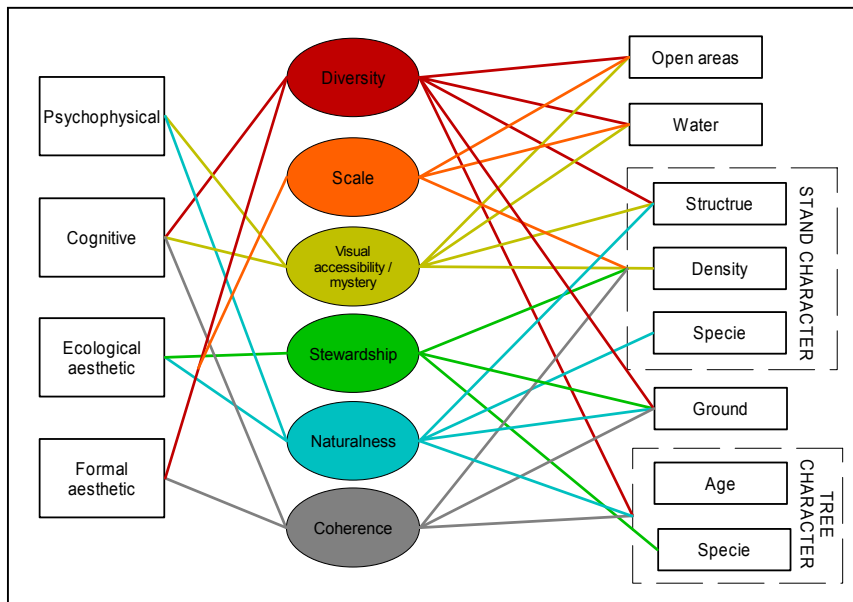 Psychophysical
Cognitive
Ecological
aesthetic
Formal
aesthetic
Diversity
Scale
Visual
accessibility /
mystery
Stewardship
Naturalness
Coherence
Open areas
Water
Structrue
Density
Specie
STAND CHARACTER
Ground
Age
Specie
TREE
CHARACTER